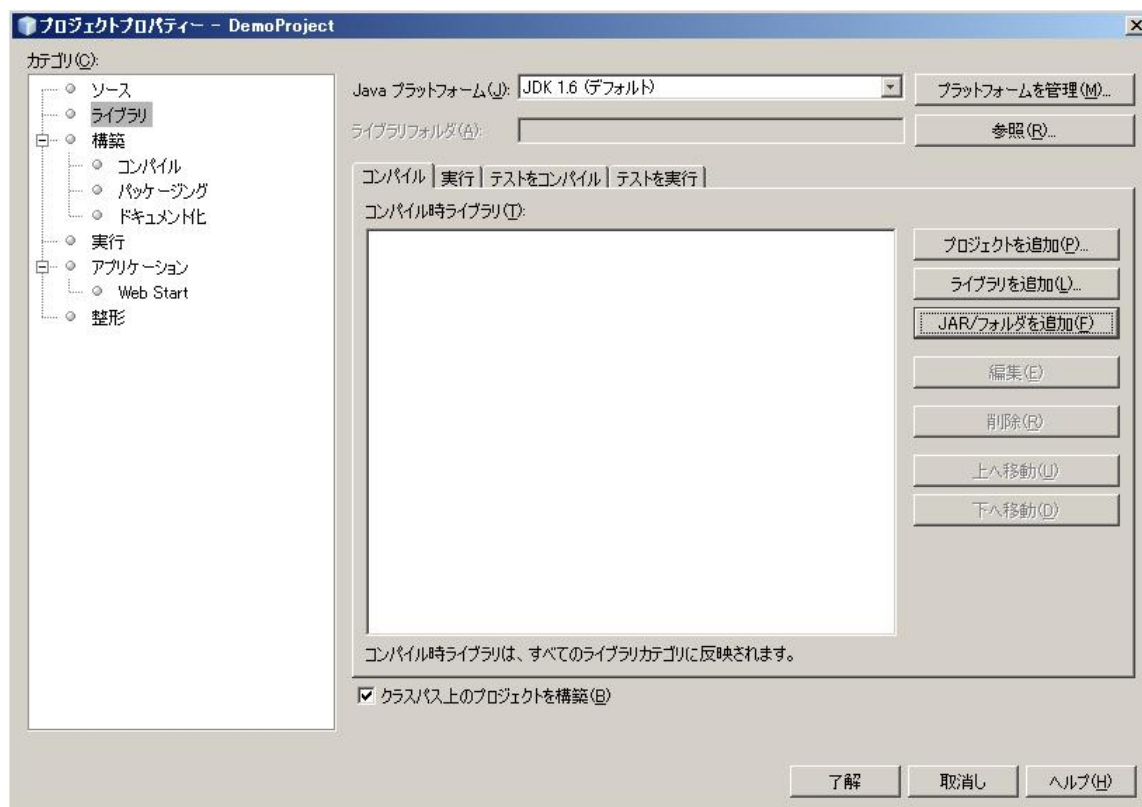 プロジェクトプロパティー - DemoProject
カテゴリ(C):
ソース
ライブラリ
構築
コンパイル
パッケージング
ドキュメント化
実行
アプリケーション
Web Start
整形
Java プラットフォーム(J): JDK 1.6 (デフォルト) プラットフォームを管理(M)...
ライブラリフォルダ(A): 参照(R)...
コンパイル 実行 テストをコンパイル テストを実行
コンパイル時ライブラリ(T):
プロジェクトを追加(P)...
ライブラリを追加(L)...
JAR/フォルダを追加(F)
編集(E)
削除(R)
上へ移動(U)
下へ移動(D)
コンパイル時ライブラリは、すべてのライブラリカテゴリに反映されます。
クラスパス上のプロジェクトを構築(B)
了解 取消し ヘルプ(H)